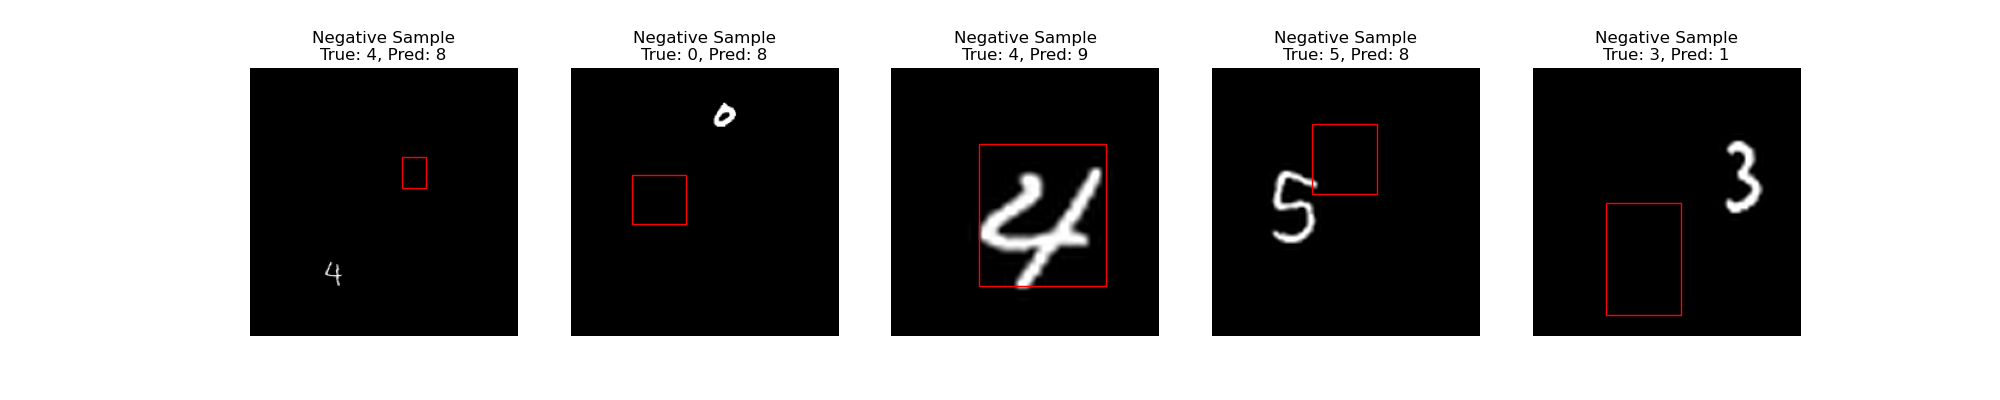 Negative Sample
True: 4, Pred: 8
Negative Sample
True: 0, Pred: 8
Negative Sample
True: 4, Pred: 9
Negative Sample
True: 5, Pred: 8
Negative Sample
True: 3, Pred: 1
4
0
4
5
3